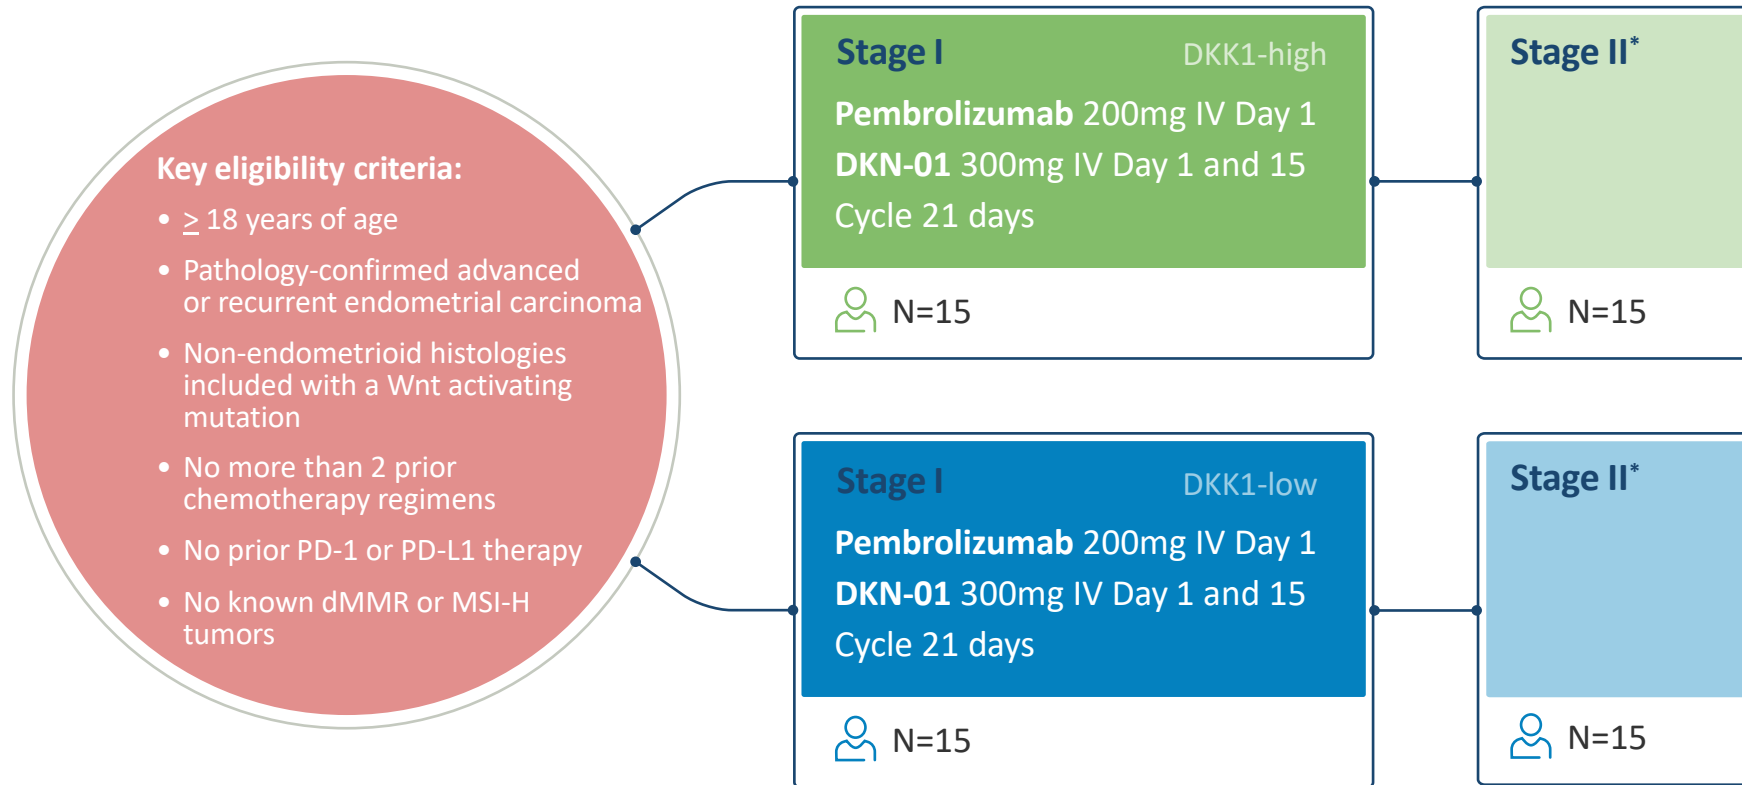 Key eligibility criteria:
• ≥ 18 years of age
• Pathology-confirmed advanced
or recurrent endometrial carcinoma
• Non-endometrioid histologies
included with a Wnt activating
mutation
• No more than 2 prior
chemotherapy regimens
• No prior PD-1 or PD-L1 therapy
• No known dMMR or MSI-H
tumors
Stage I DKK1-high
Pembrolizumab 200mg IV Day 1
DKN-01 300mg IV Day 1 and 15
Cycle 21 days
N=15
Stage II*
N=15
Stage I DKK1-low
Pembrolizumab 200mg IV Day 1
DKN-01 300mg IV Day 1 and 15
Cycle 21 days
N=15
Stage II*
N=15